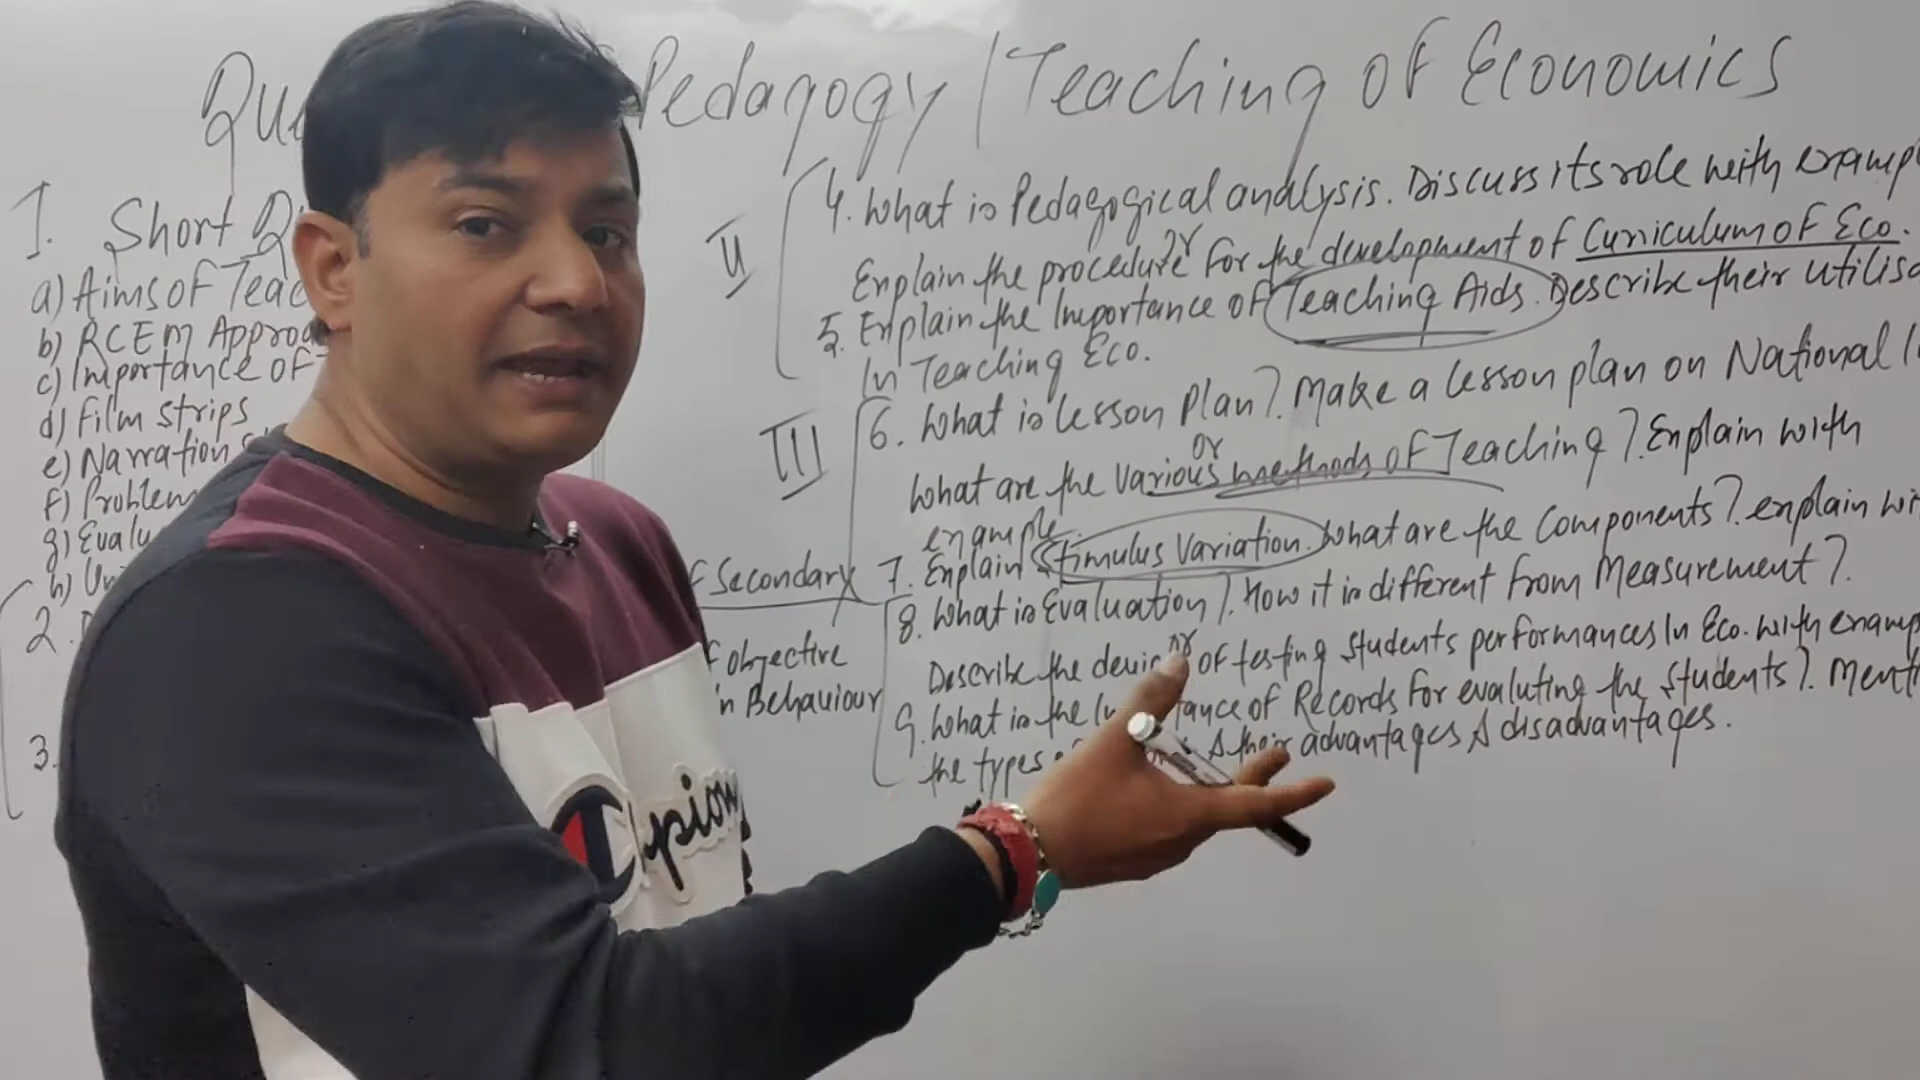 Pedagogy / Teaching of Economics
I. Short
a) Aims of Teac
b) RCEM Approa
c) Importance of
d) Film strips
e) Narration
f) Problem
g) Evalu
h)
2.
3.
f Secondary
f objective
in Behaviour
II
4. What is Pedagogical analysis. Discuss its role with examp
or
Explain the procedure for the development of Curriculum of Eco.
5. Explain the Importance of Teaching Aids. Describe their utilisa
In Teaching Eco.
III
6. What is lesson plan?. Make a lesson plan on National
or
What are the various methods of Teaching?. Explain with
example
7. Explain Stimulus Variation. What are the Components?. explain wi
8. What is Evaluation?. How it is different from Measurement?.
or
Describe the of testing students performances In Eco. with examp
9. What is the of Records for evaluting the students?. Menti
the types & their advantages & disadvantages.
Champion